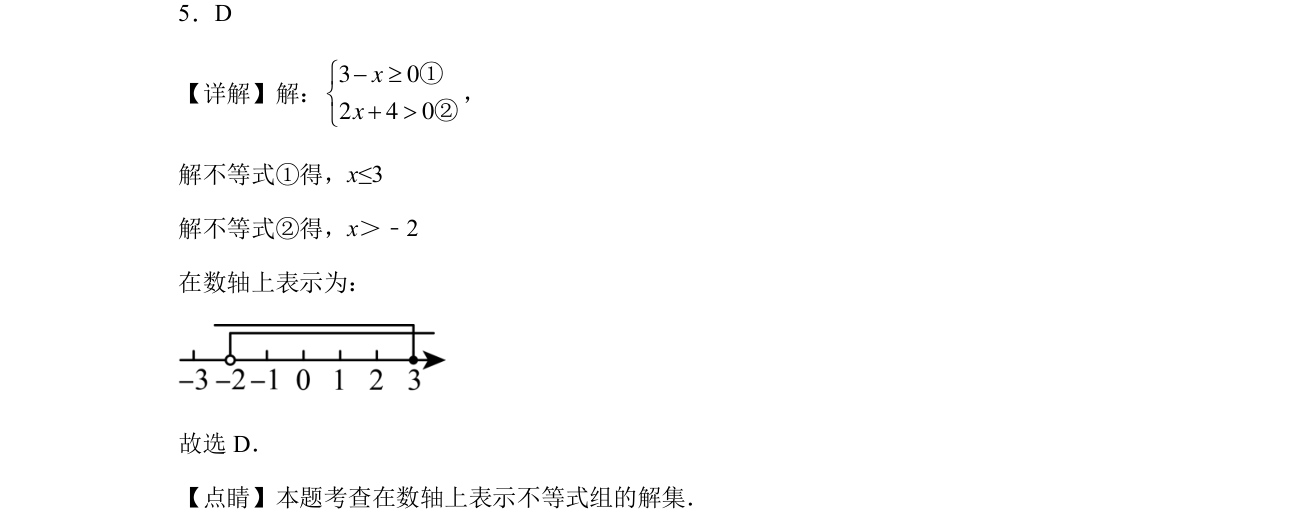 5．D
【详解】解：{3−x≥0① 2x+4>0②，
解不等式①得，x≤3
解不等式②得，x＞﹣2
在数轴上表示为：
−3 −2 −1 0 1 2 3
故选 D．
【点睛】本题考查在数轴上表示不等式组的解集．